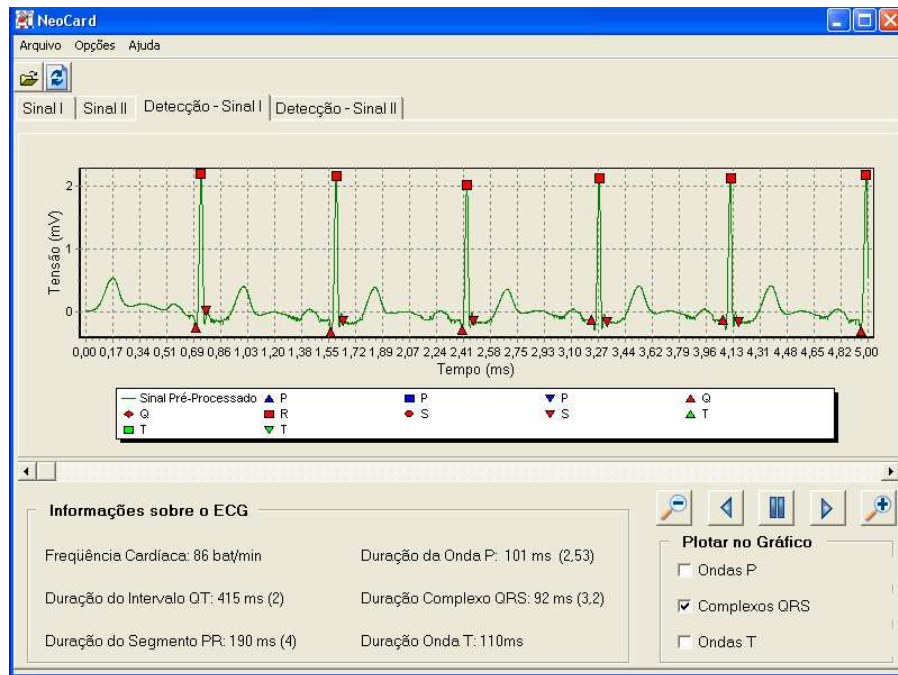 NeoCard
Arquivo Opções Ajuda
Sinal I Sinal II Detecção - Sinal I Detecção - Sinal II
Tensão (mV)
2
1
0
0,00 0,17 0,34 0,51 0,69 0,86 1,03 1,20 1,38 1,55 1,72 1,89 2,07 2,24 2,41 2,58 2,75 2,93 3,10 3,27 3,44 3,62 3,79 3,96 4,13 4,31 4,48 4,65 4,82 5,00
Tempo (ms)
Sinal Pré-Processado P P P Q
Q R S S T
T T
Informações sobre o ECG
Freqüência Cardíaca: 86 bat/min Duração da Onda P: 101 ms (2,53)
Duração do Intervalo QT: 415 ms (2) Duração Complexo QRS: 92 ms (3,2)
Duração do Segmento PR: 190 ms (4) Duração Onda T: 110ms
Plotar no Gráfico
Ondas P
Complexos QRS
Ondas T